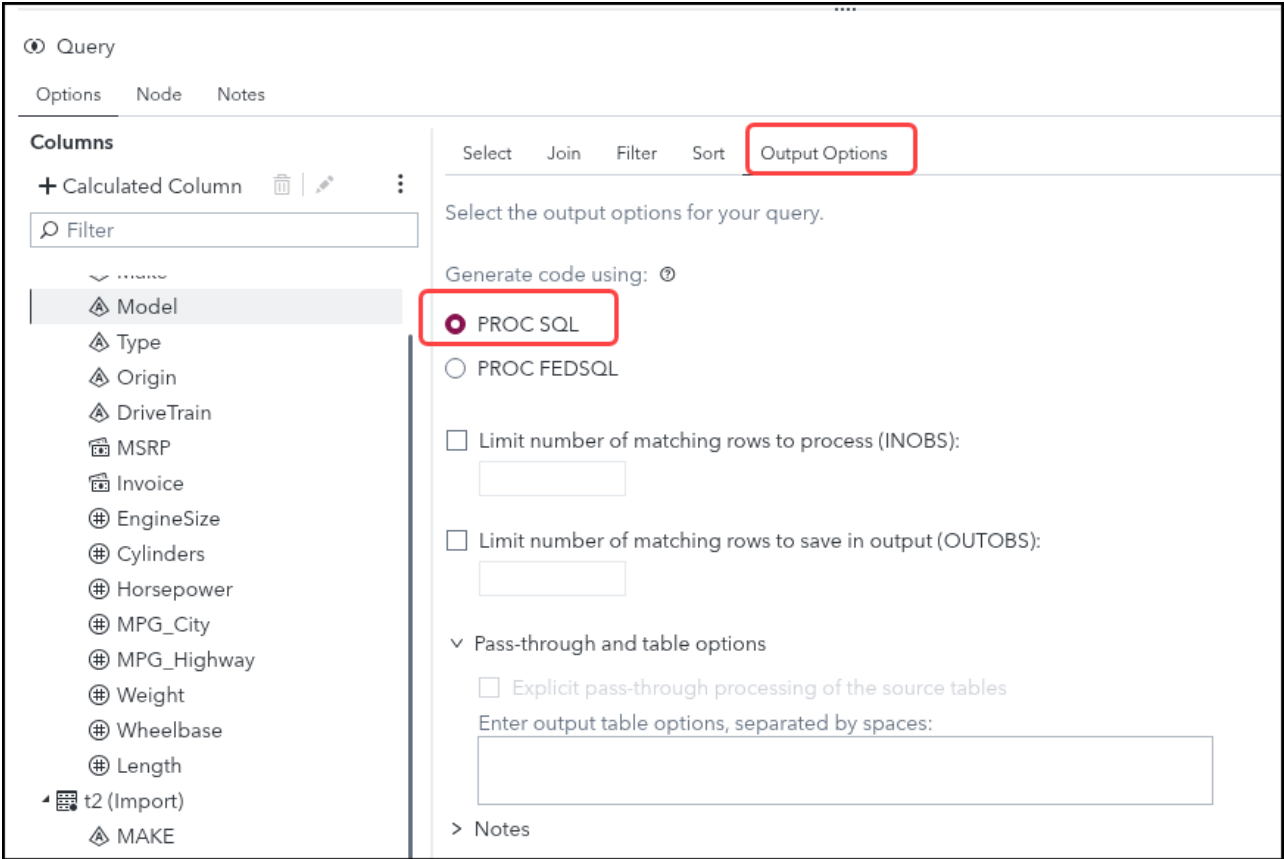 Query
Options Node Notes
Columns
Calculated Column
Filter
Model
Type
Origin
DriveTrain
MSRP
Invoice
EngineSize
Cylinders
Horsepower
MPG_City
MPG_Highway
Weight
Wheelbase
Length
t2 (Import)
MAKE
Select Join Filter Sort Output Options
Select the output options for your query.
Generate code using:
PROC SQL
PROC FEDSQL
Limit number of matching rows to process (INOBS):
Limit number of matching rows to save in output (OUTOBS):
Pass-through and table options
Explicit pass-through processing of the source tables
Enter output table options, separated by spaces:
Notes